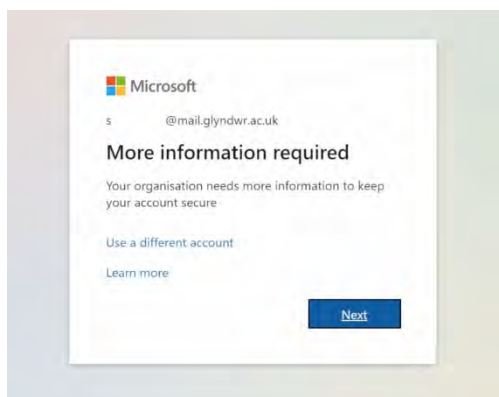 Microsoft
s @mail.glyndwr.ac.uk
More information required
Your organisation needs more information to keep
your account secure
Use a different account
Learn more
Next